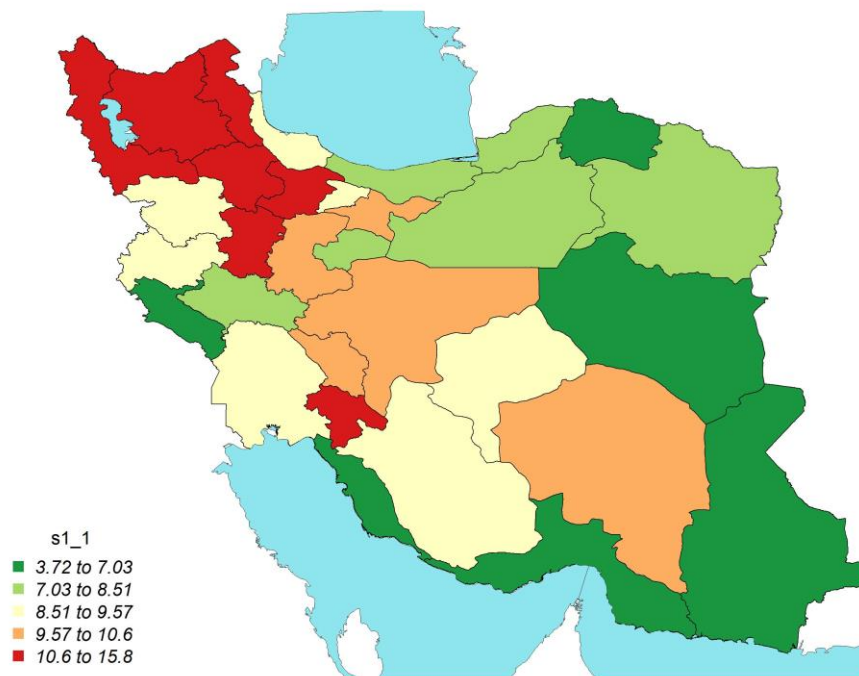 s1_1
3.72 to 7.03
7.03 to 8.51
8.51 to 9.57
9.57 to 10.6
10.6 to 15.8